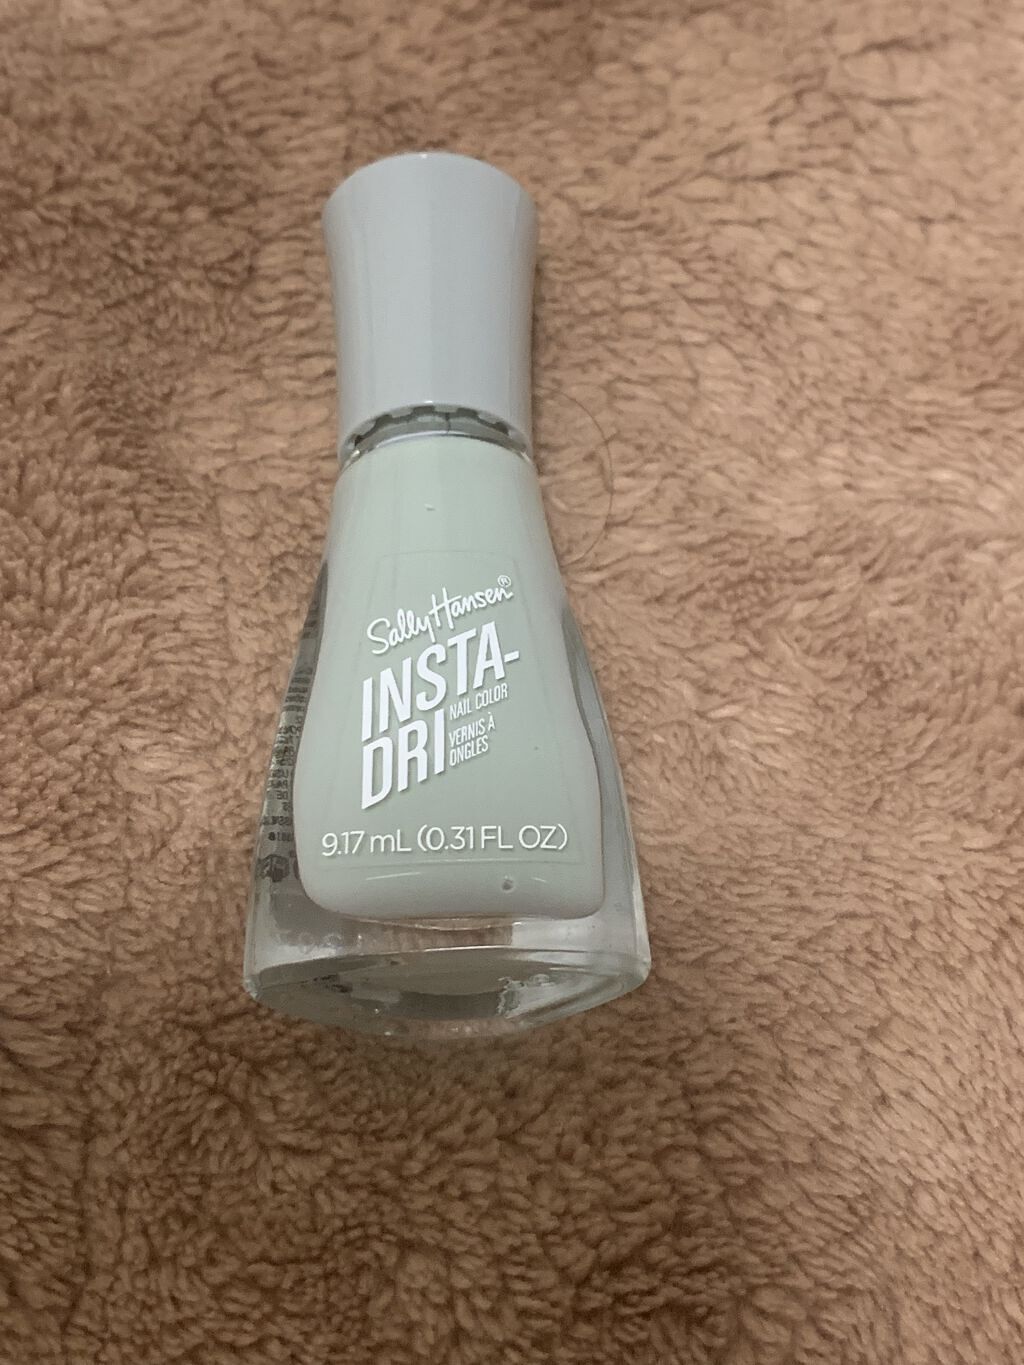 Sally Hansen®
INSTA-
DRI
NAIL COLOR
VERNIS À
ONGLES
9.17 mL (0.31 FL OZ)